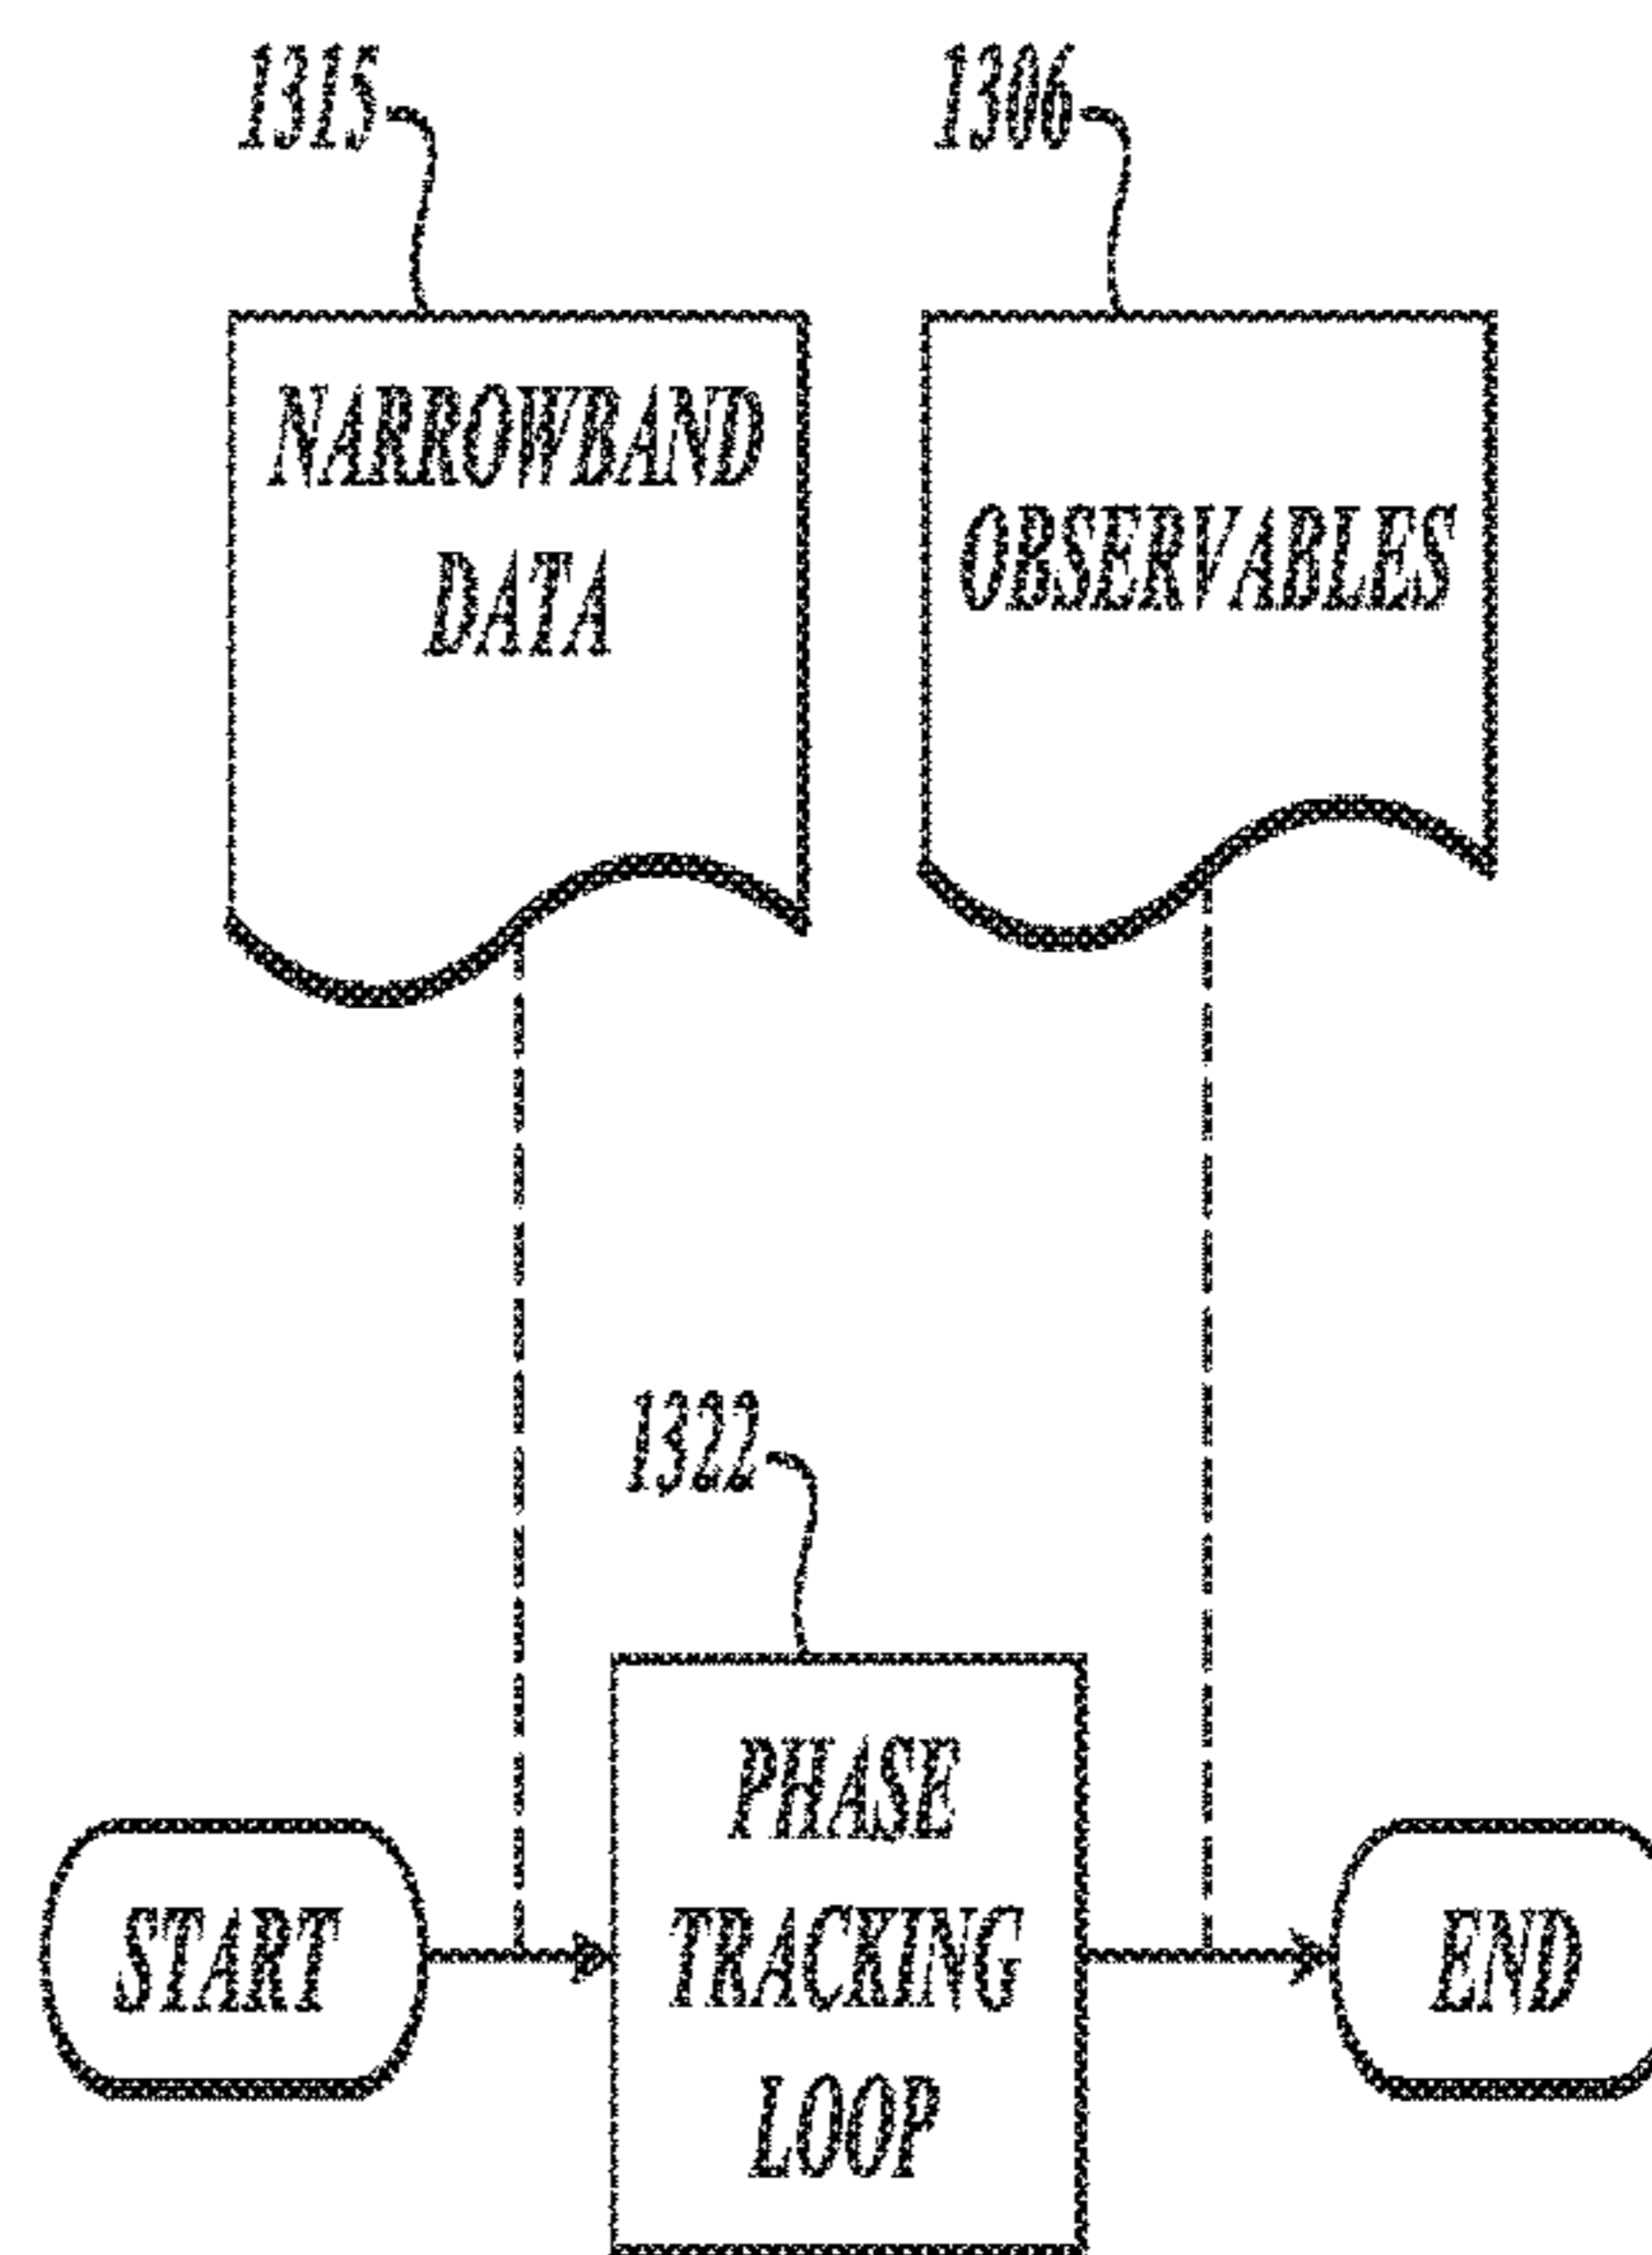 1315
1306
NARROWBAND
DATA
OBSERVABLES
1322
PHASE
TRACKING
LOOP
START
END